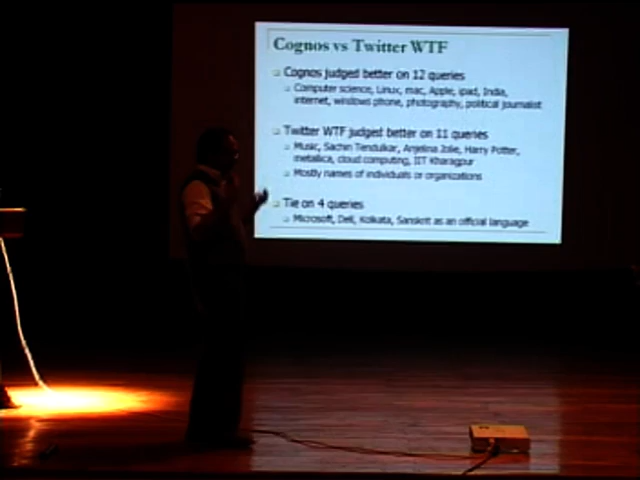 Cognos vs Twitter WTF
Cognos judged better on 12 queries
Computer science, Linux, mac, Apple, ipad, India,
internet, windows phone, photography, political journalist
Twitter WTF judged better on 11 queries
Music, Sachin Tendulkar, Anjelina Jolie, Harry Potter,
metallica, cloud computing, IIT Kharagpur
Mostly names of individuals or organizations
Tie on 4 queries
Microsoft, Dell, Kolkata, Sanskrit as an official language